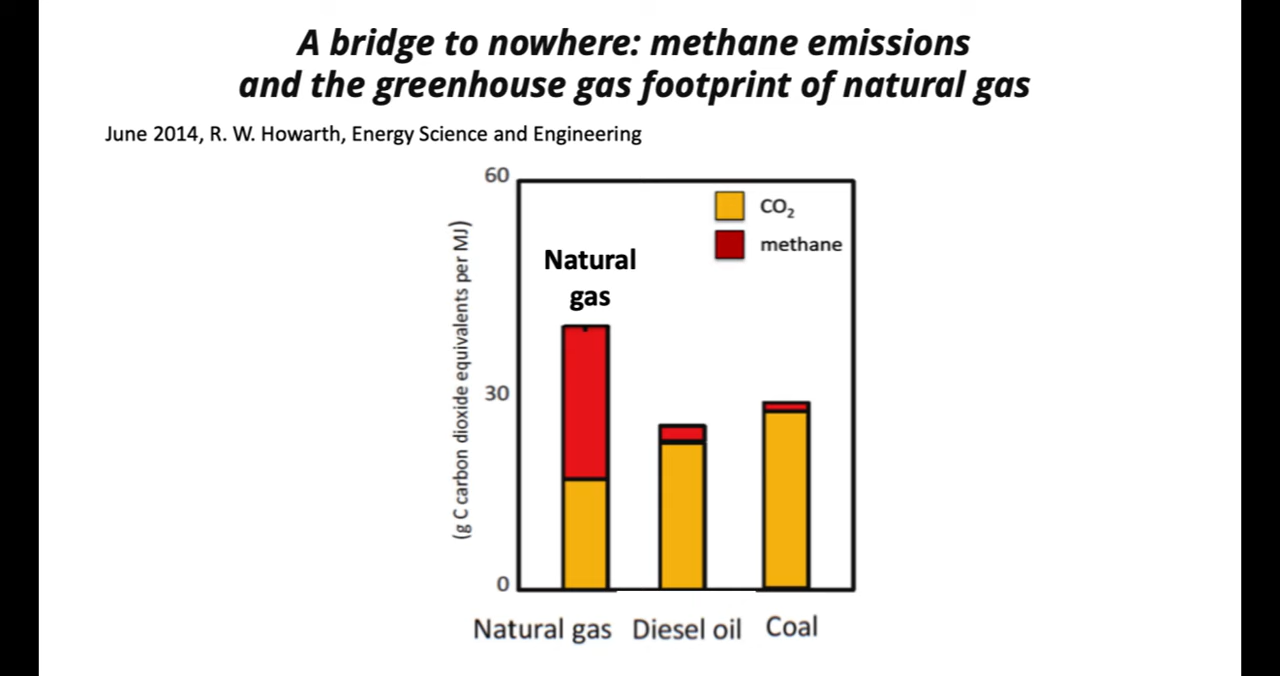 A bridge to nowhere: methane emissions
and the greenhouse gas footprint of natural gas
June 2014, R. W. Howarth, Energy Science and Engineering
60
CO₂
methane
Natural
gas
(g C carbon dioxide equivalents per MJ)
30
0
Natural gas Diesel oil Coal